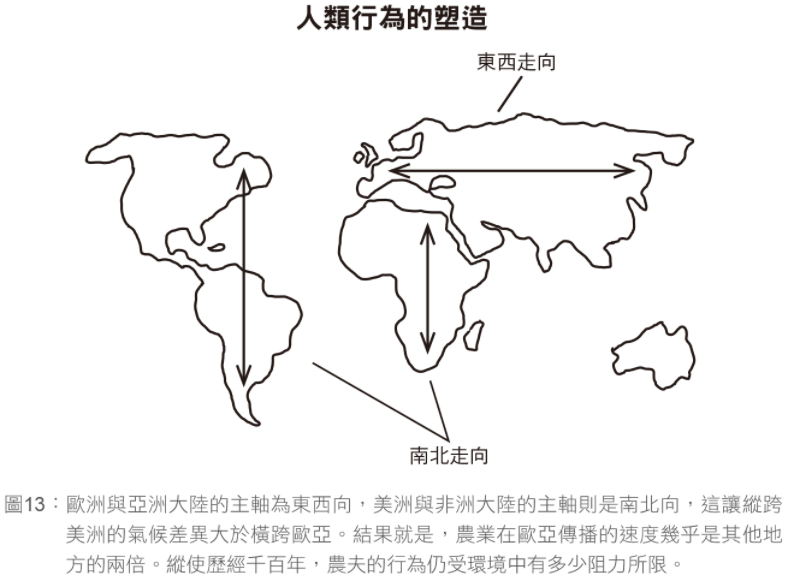 人類行為的塑造
東西走向
南北走向
圖13：歐洲與亞洲大陸的主軸為東西向，美洲與非洲大陸的主軸則是南北向，這讓縱跨
美洲的氣候差異大於橫跨歐亞。結果就是，農業在歐亞傳播的速度幾乎是其他地
方的兩倍。縱使歷經千百年，農夫的行為仍受環境中有多少阻力所限。